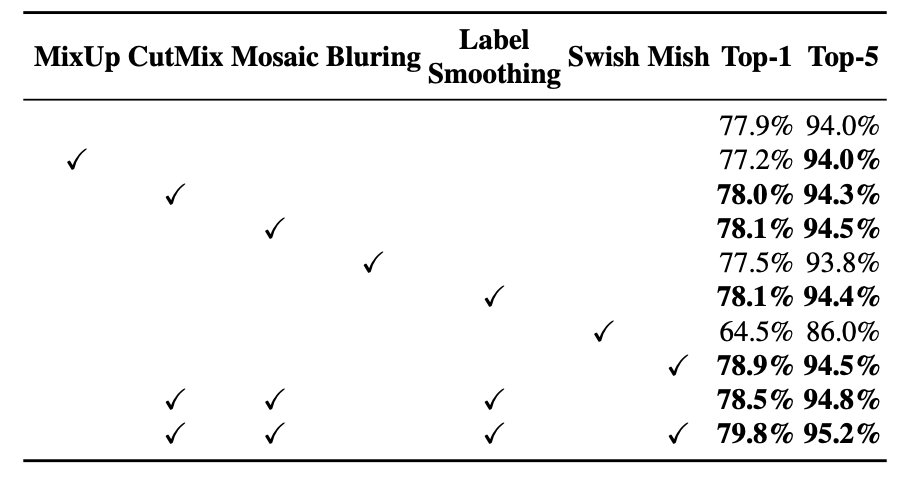 MixUp CutMix Mosaic Bluring Label Smoothing Swish Mish Top-1 Top-5
77.9% 94.0%
✓ 77.2% 94.0%
✓ 78.0% 94.3%
✓ 78.1% 94.5%
✓ 77.5% 93.8%
✓ 78.1% 94.4%
✓ 64.5% 86.0%
✓ 78.9% 94.5%
✓ ✓ ✓ 78.5% 94.8%
✓ ✓ ✓ ✓ 79.8% 95.2%